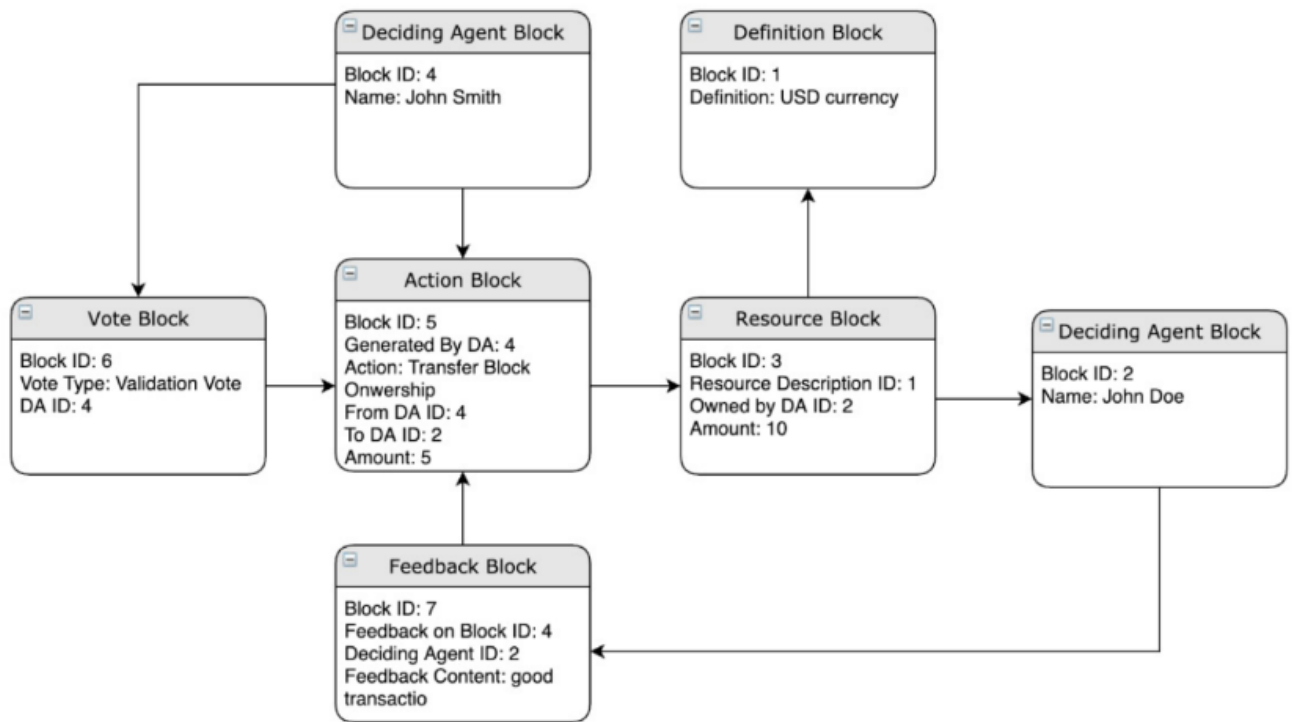 Deciding Agent Block
Block ID: 4
Name: John Smith
Definition Block
Block ID: 1
Definition: USD currency
Vote Block
Block ID: 6
Vote Type: Validation Vote
DA ID: 4
Action Block
Block ID: 5
Generated By DA: 4
Action: Transfer Block
Onwership
From DA ID: 4
To DA ID: 2
Amount: 5
Resource Block
Block ID: 3
Resource Description ID: 1
Owned by DA ID: 2
Amount: 10
Deciding Agent Block
Block ID: 2
Name: John Doe
Feedback Block
Block ID: 7
Feedback on Block ID: 4
Deciding Agent ID: 2
Feedback Content: good
transactio